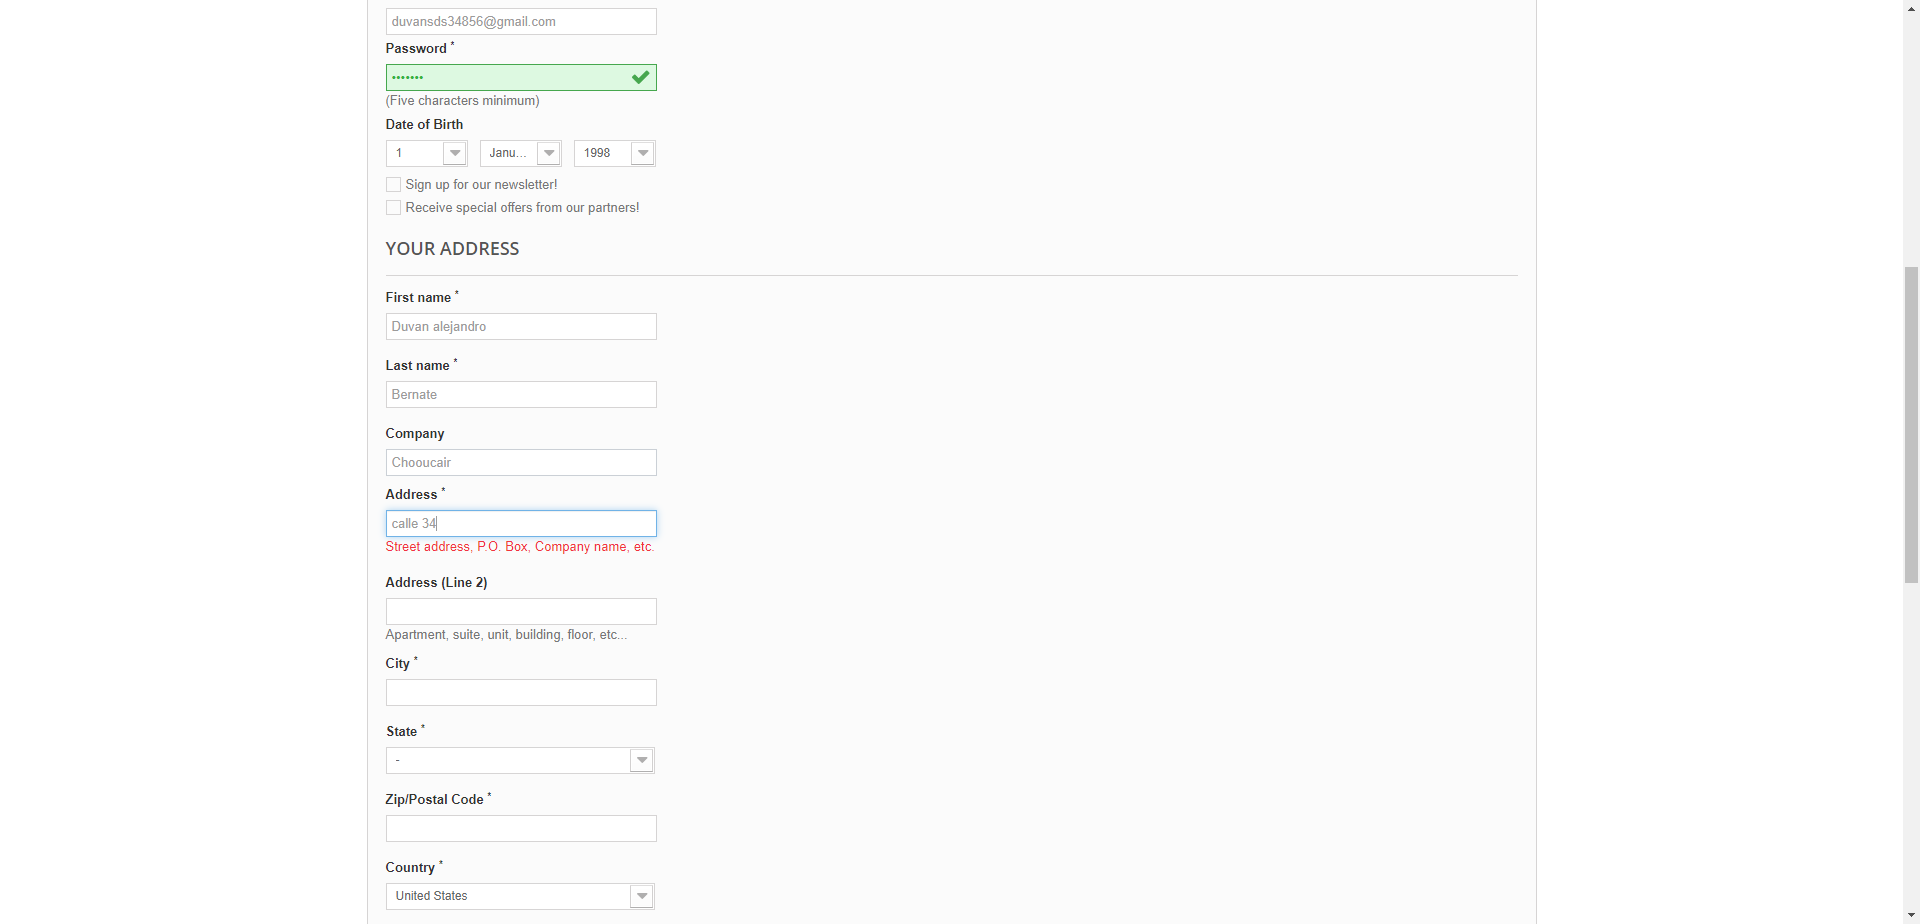 duvansds34856@gmail.com
Password *
•••••••
(Five characters minimum)
Date of Birth
1 Janu... 1998
Sign up for our newsletter!
Receive special offers from our partners!
YOUR ADDRESS
First name *
Duvan alejandro
Last name *
Bernate
Company
Chooucair
Address *
calle 34
Street address, P.O. Box, Company name, etc.
Address (Line 2)
Apartment, suite, unit, building, floor, etc...
City *
State *
-
Zip/Postal Code *
Country *
United States